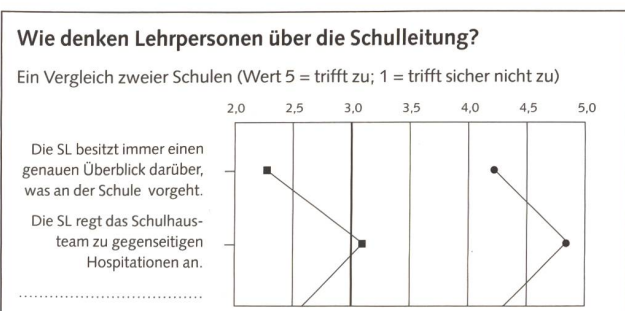 Wie denken Lehrpersonen über die Schulleitung?
Ein Vergleich zweier Schulen (Wert 5 = trifft zu; 1 = trifft sicher nicht zu)
2,0 2,5 3,0 3,5 4,0 4,5 5,0
Die SL besitzt immer einen
genauen Überblick darüber,
was an der Schule vorgeht.
Die SL regt das Schulhaus-
team zu gegenseitigen
Hospitationen an.
................................